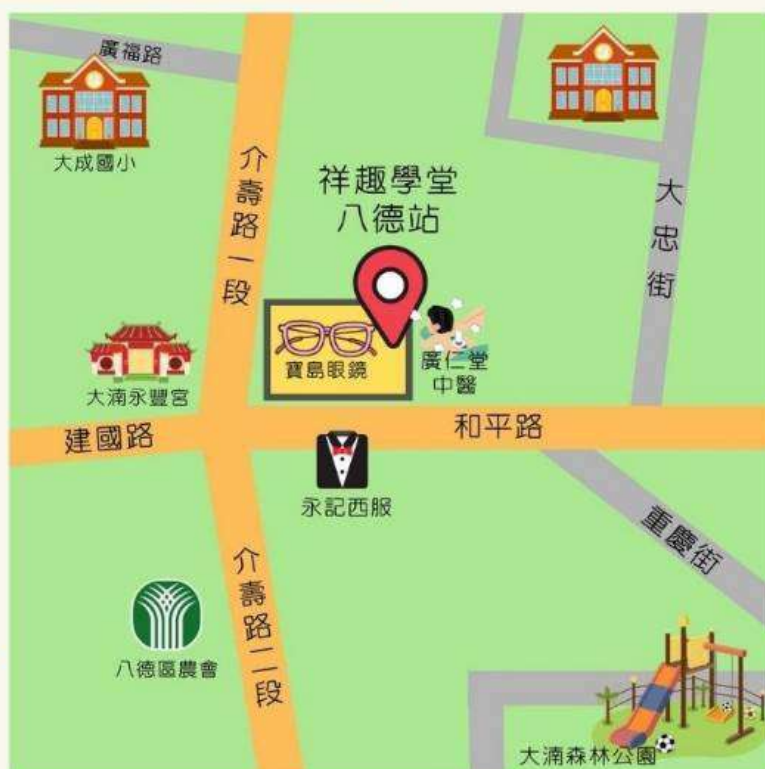 廣福路
大成國小
介壽路一段
祥趣學堂
八德站
大忠街
寶島眼鏡
廣仁堂
中醫
大湳永豐宮
建國路
和平路
永記西服
重慶街
介壽路二段
八德區農會
大湳森林公園